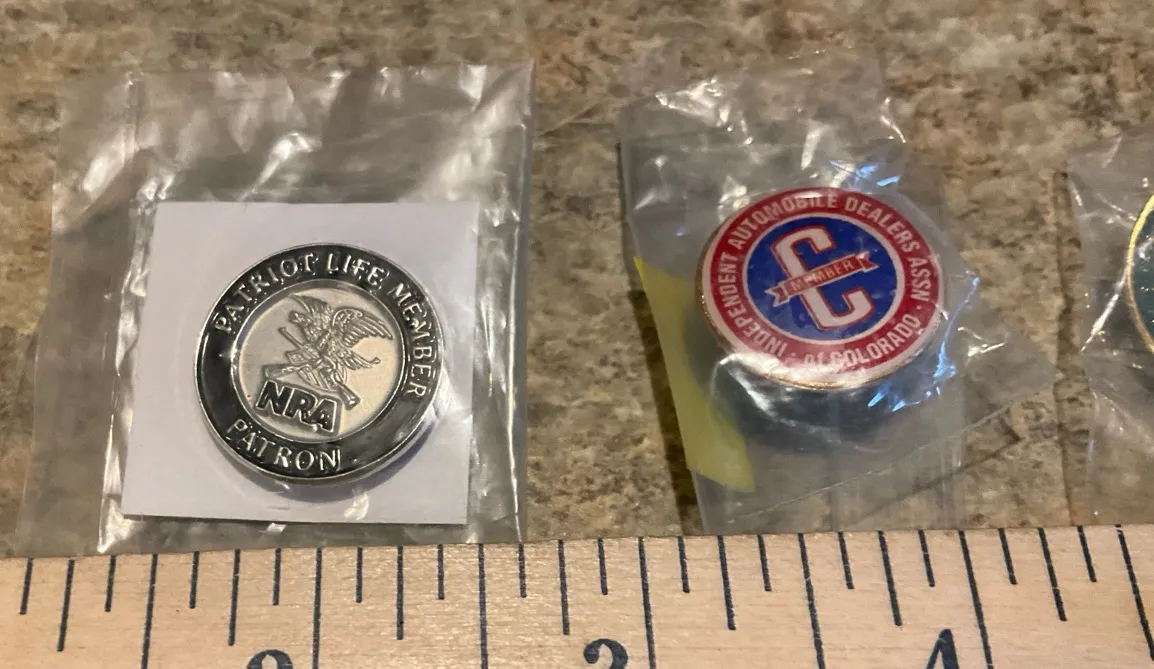 PATRIOT LIFE MEMBER
NRA
PATRON
INDEPENDENT AUTOMOBILE DEALERS ASSN · of COLORADO ·
C
MEMBER
2
3
4